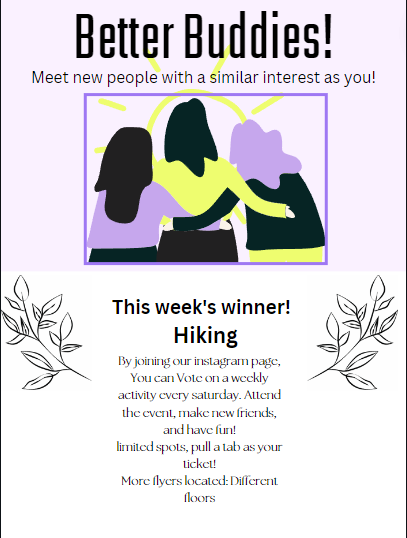 Better Buddies!
Meet new people with a similar interest as you!
This week's winner!
Hiking
By joining our instagram page,
You can Vote on a weekly
activity every saturday. Attend
the event, make new friends,
and have fun!
limited spots, pull a tab as your
ticket!
More flyers located: Different
floors